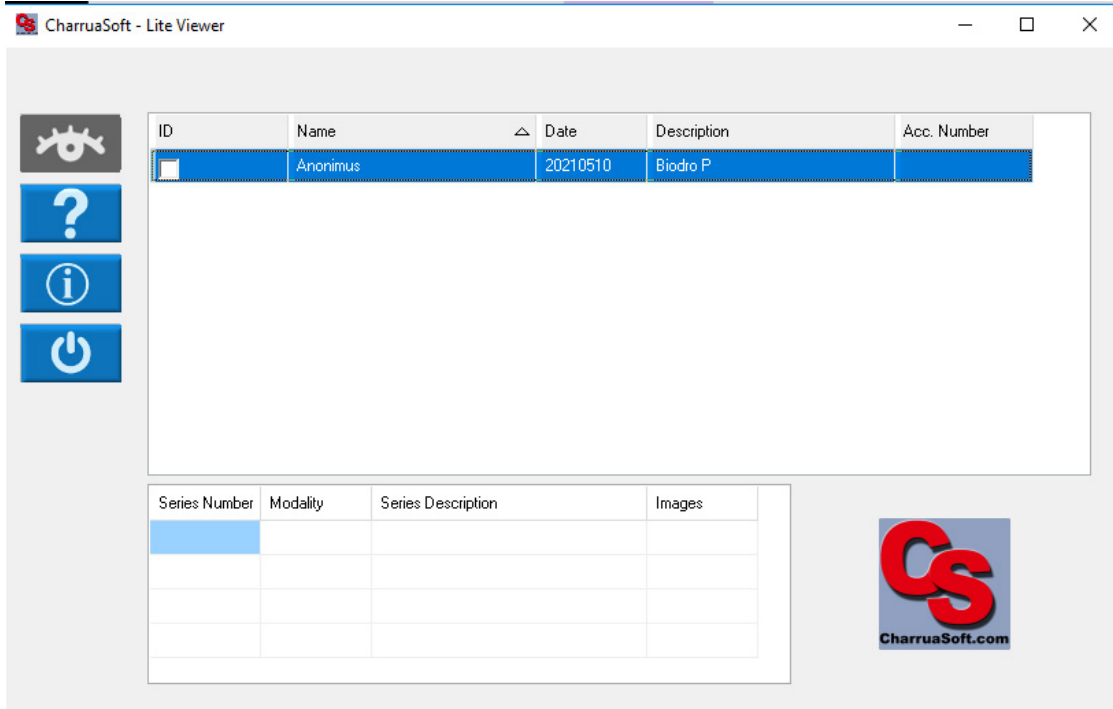 CharruaSoft - Lite Viewer
ID Name Date Description Acc. Number
Anonimus 20210510 Biodro P
Series Number Modality Series Description Images
CS
CharruaSoft.com